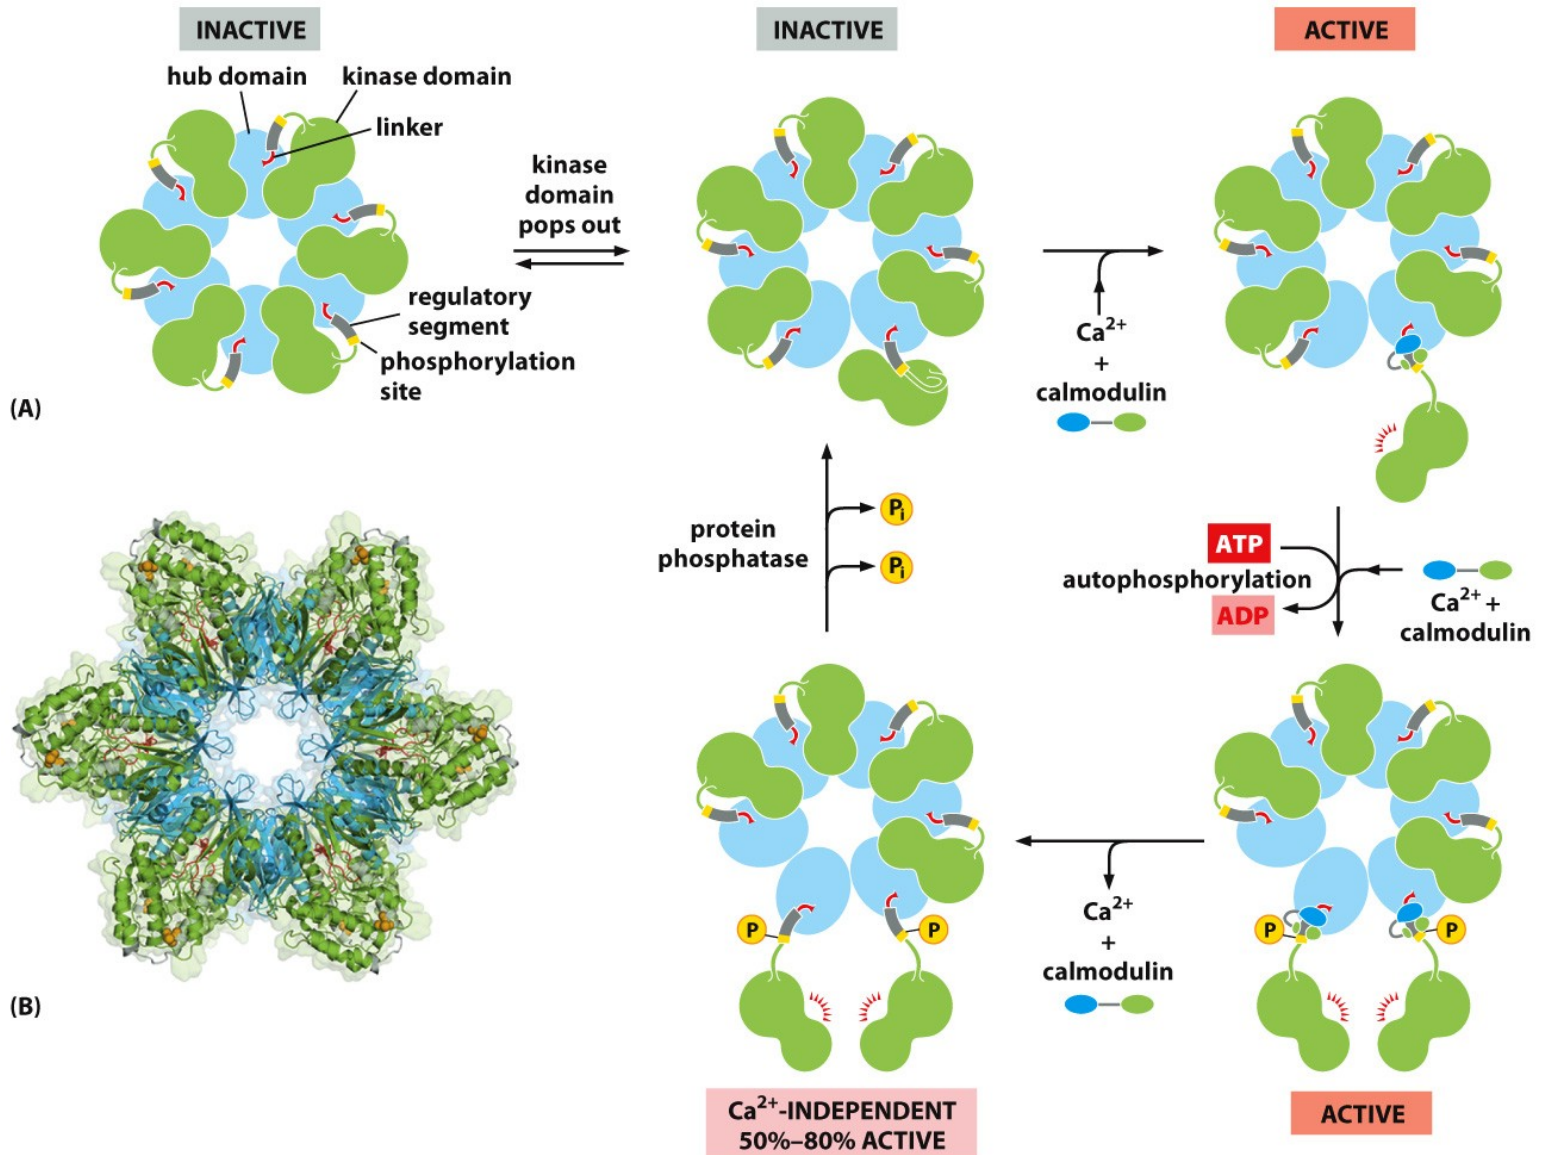 INACTIVE
hub domain
kinase domain
linker
regulatory
segment
phosphorylation
site
(A)
kinase
domain
pops out
INACTIVE
Ca²⁺
+
calmodulin
ACTIVE
ATP
autophosphorylation
ADP
Ca²⁺ +
calmodulin
protein
phosphatase
Pᵢ
Pᵢ
(B)
P
P
Ca²⁺
+
calmodulin
P
P
Ca²⁺-INDEPENDENT
50%–80% ACTIVE
ACTIVE